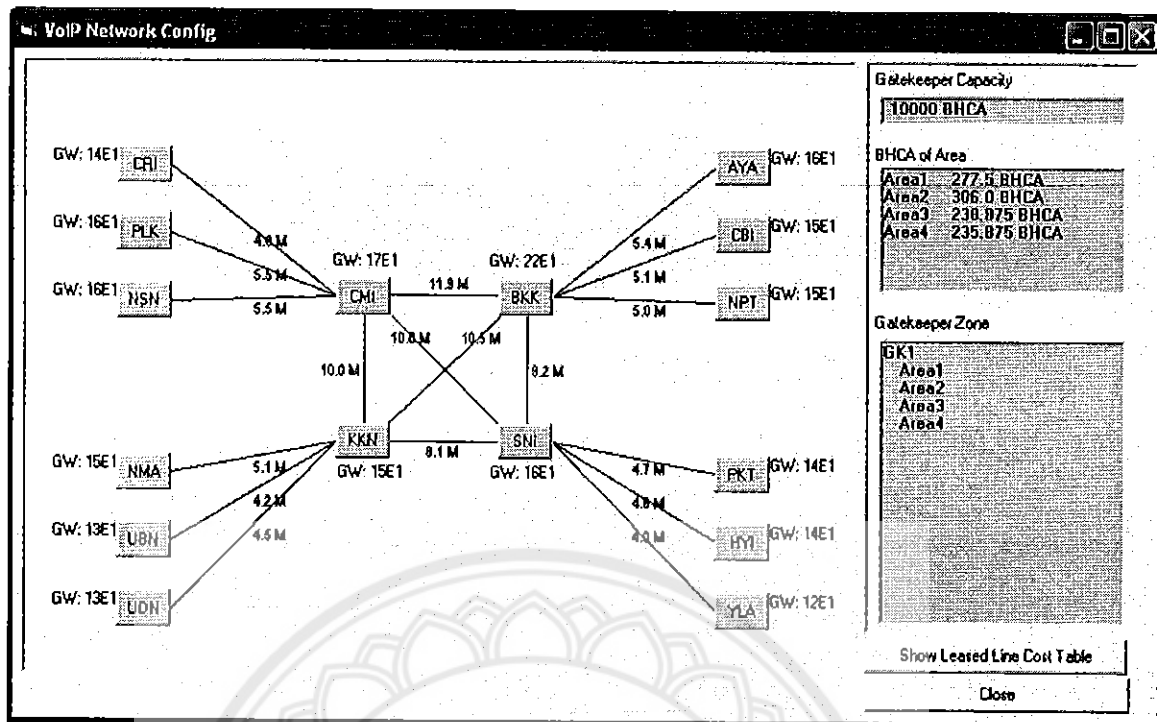 VoIP Network Config
Gatekeeper Capacity
10000 BHCA
BHCA of Area
Area1 277.5 BHCA
Area2 306.0 BHCA
Area3 238.875 BHCA
Area4 235.875 BHCA
Gatekeeper Zone
GK1
Area1
Area2
Area3
Area4
GW: 14E1 CRI
GW: 16E1 PLK
GW: 16E1 NSN
5.5 M
5.5 M
GW: 17E1
CMI
11.9 M
GW: 22E1
BKK
AYA GW: 16E1
CBI GW: 15E1
NPT GW: 15E1
5.4 M
5.1 M
5.0 M
10.5 M
10.0 M
9.2 M
KKN
GW: 15E1
8.1 M
SNI
GW: 16E1
GW: 15E1 NMA
GW: 13E1 UBN
GW: 13E1 UDN
5.1 M
4.2 M
4.5 M
4.7 M
4.0 M
PKT GW: 14E1
HYI GW: 14E1
YLA GW: 12E1
Show Leased Line Cost Table
Close